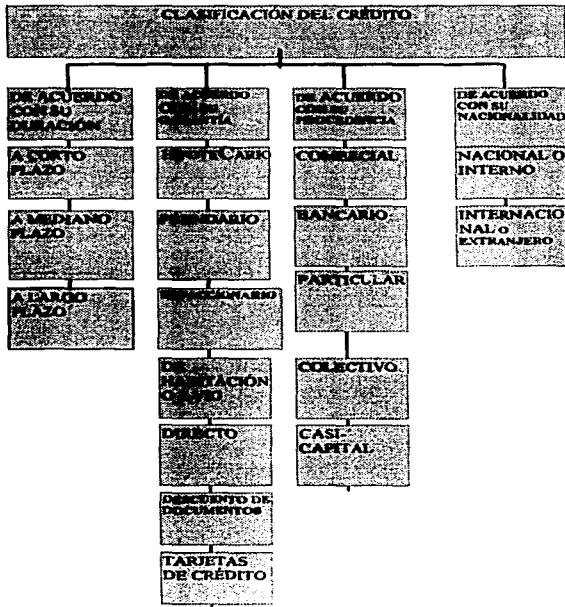 CLASIFICACIÓN DEL CRÉDITO
DE ACUERDO
CON SU
DURACIÓN
A CORTO
PLAZO
A MEDIANO
PLAZO
A LARGO
PLAZO
DE ACUERDO
CON SU
GARANTÍA
HIPOTECARIO
PRENDARIO
REFACCIONARIO
DE
HABITACIÓN
O AVIO
DIRECTO
DESCUENTO DE
DOCUMENTOS
TARJETAS
DE CRÉDITO
DE ACUERDO
CON SU
PROCEDENCIA
COMERCIAL
BANCARIO
PARTICULAR
COLECTIVO
CASI-
CAPITAL
DE ACUERDO
CON SU
NACIONALIDAD
NACIONAL O
INTERNO
INTERNACIO
NAL o
EXTRANJERO